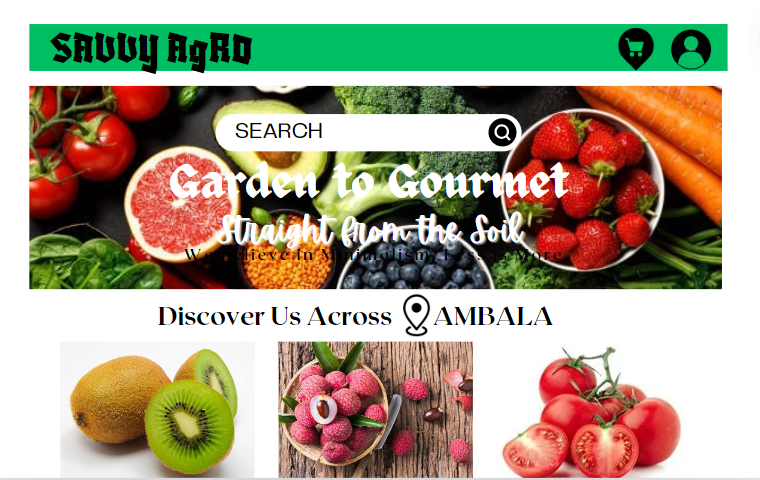 SAVVY AgRO
SEARCH
Garden to Gourmet
Straight from the Soil
We Believe in Minimalism, Less is More
Discover Us Across AMBALA